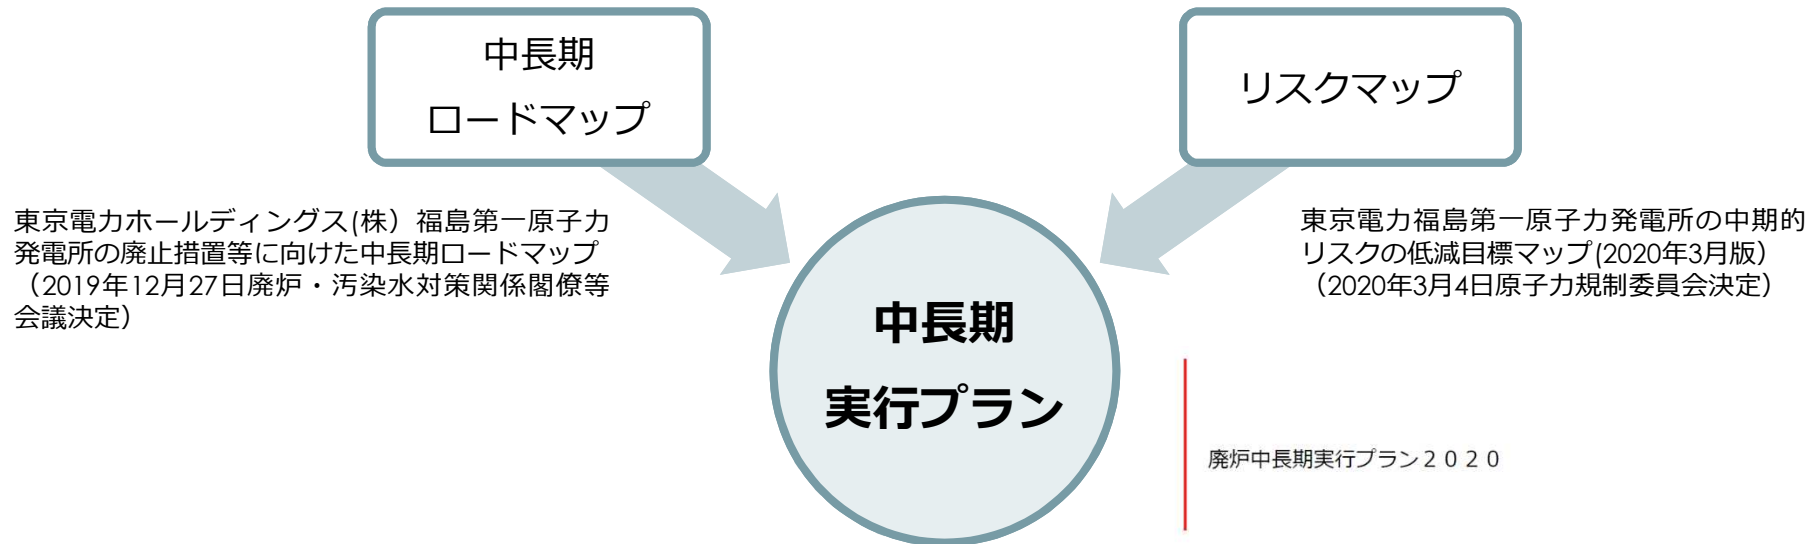 中長期
ロードマップ
リスクマップ
東京電力ホールディングス(株）福島第一原子力
発電所の廃止措置等に向けた中長期ロードマップ
（2019年12月27日廃炉・汚染水対策関係閣僚等
会議決定）
東京電力福島第一原子力発電所の中期的
リスクの低減目標マップ(2020年3月版）
（2020年3月4日原子力規制委員会決定）
中長期
実行プラン
廃炉中長期実行プラン２０２０